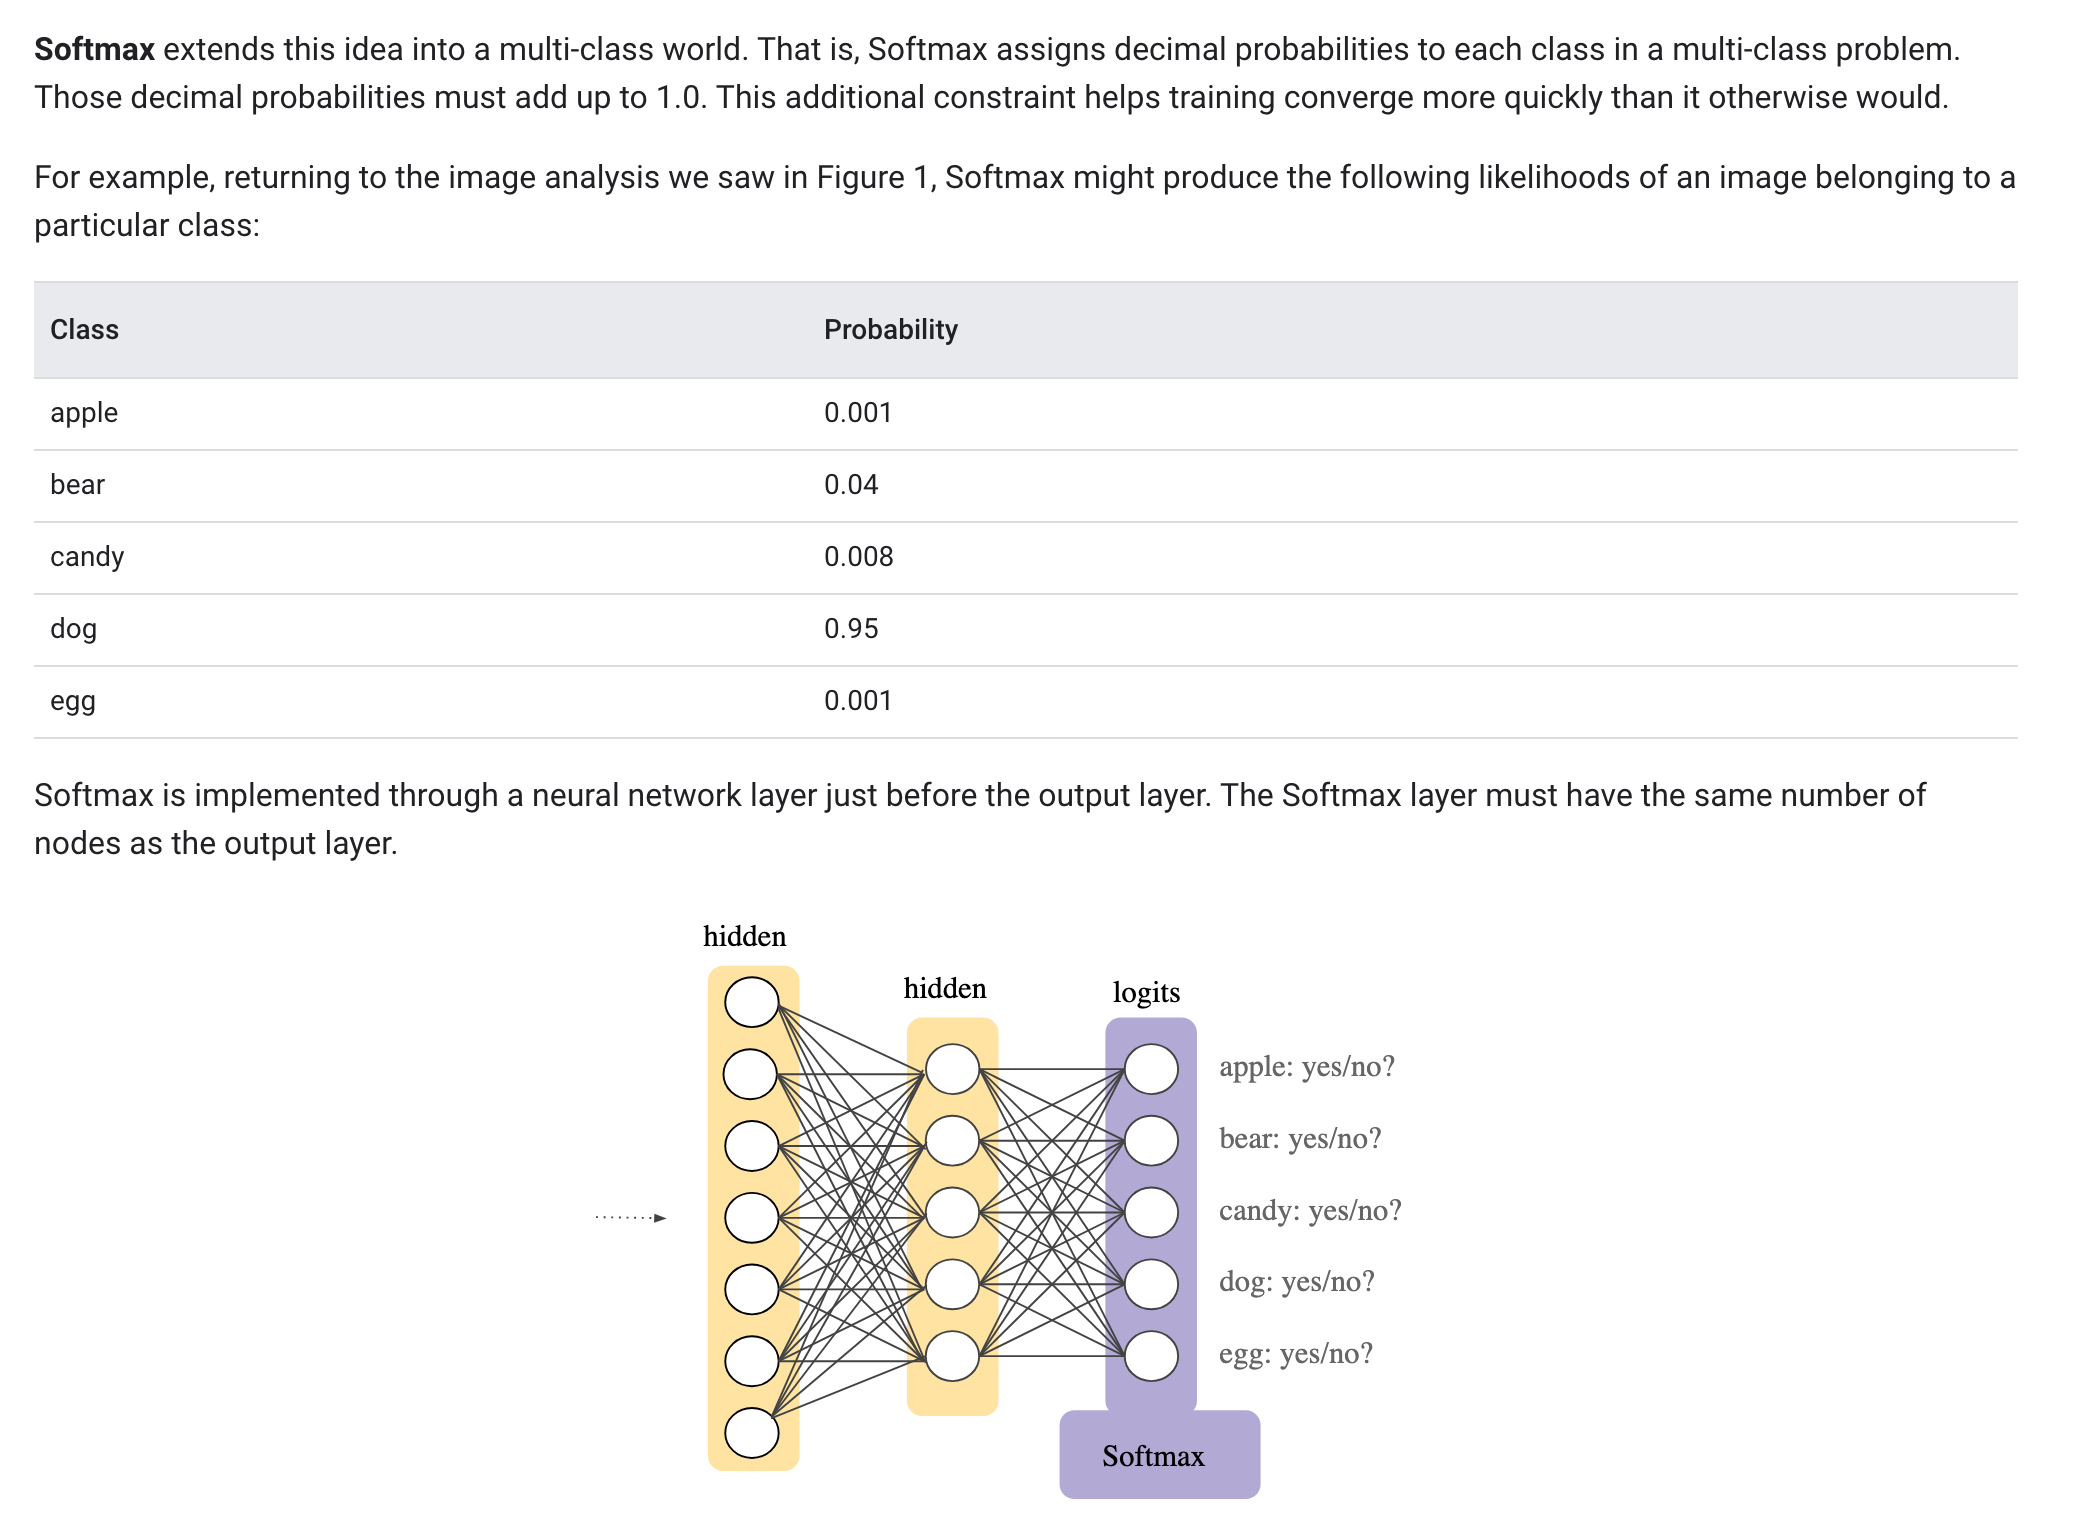 Softmax extends this idea into a multi-class world. That is, Softmax assigns decimal probabilities to each class in a multi-class problem.
Those decimal probabilities must add up to 1.0. This additional constraint helps training converge more quickly than it otherwise would.
For example, returning to the image analysis we saw in Figure 1, Softmax might produce the following likelihoods of an image belonging to a
particular class:
Class Probability
apple 0.001
bear 0.04
candy 0.008
dog 0.95
egg 0.001
Softmax is implemented through a neural network layer just before the output layer. The Softmax layer must have the same number of
nodes as the output layer.
hidden
hidden
logits
apple: yes/no?
bear: yes/no?
candy: yes/no?
dog: yes/no?
egg: yes/no?
Softmax